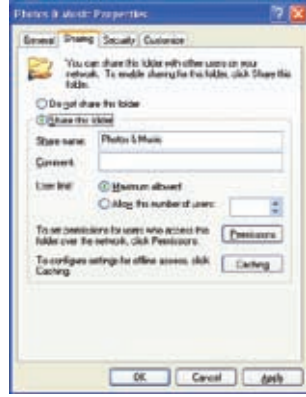 Photos & Music Properties
General Sharing Security Customize
You can share this folder with other users on your
network. To enable sharing for this folder, click Share this
folder.
Do not share this folder
Share this folder
Share name: Photos & Music
Comment:
User limit: Maximum allowed
Allow this number of users:
To set permissions for users who access this
folder over the network, click Permissions.
Permissions
To configure settings for offline access, click
Caching.
Caching
OK Cancel Apply